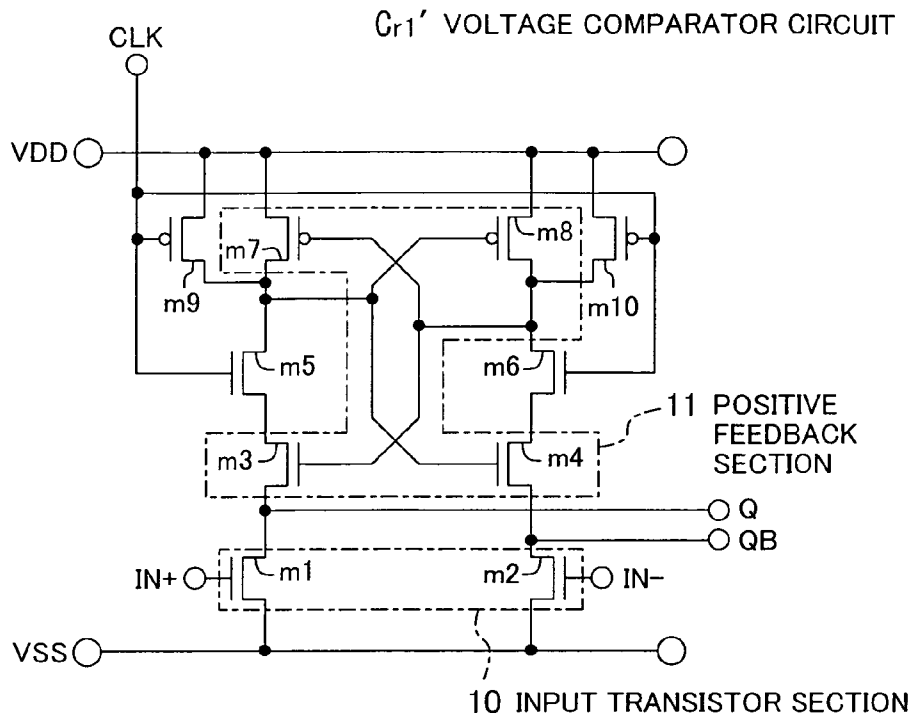 Cr1' VOLTAGE COMPARATOR CIRCUIT
CLK
VDD
m7
m8
m9
m10
m5
m6
11 POSITIVE
FEEDBACK
SECTION
m3
m4
Q
QB
IN+
m1
m2
IN-
VSS
10 INPUT TRANSISTOR SECTION